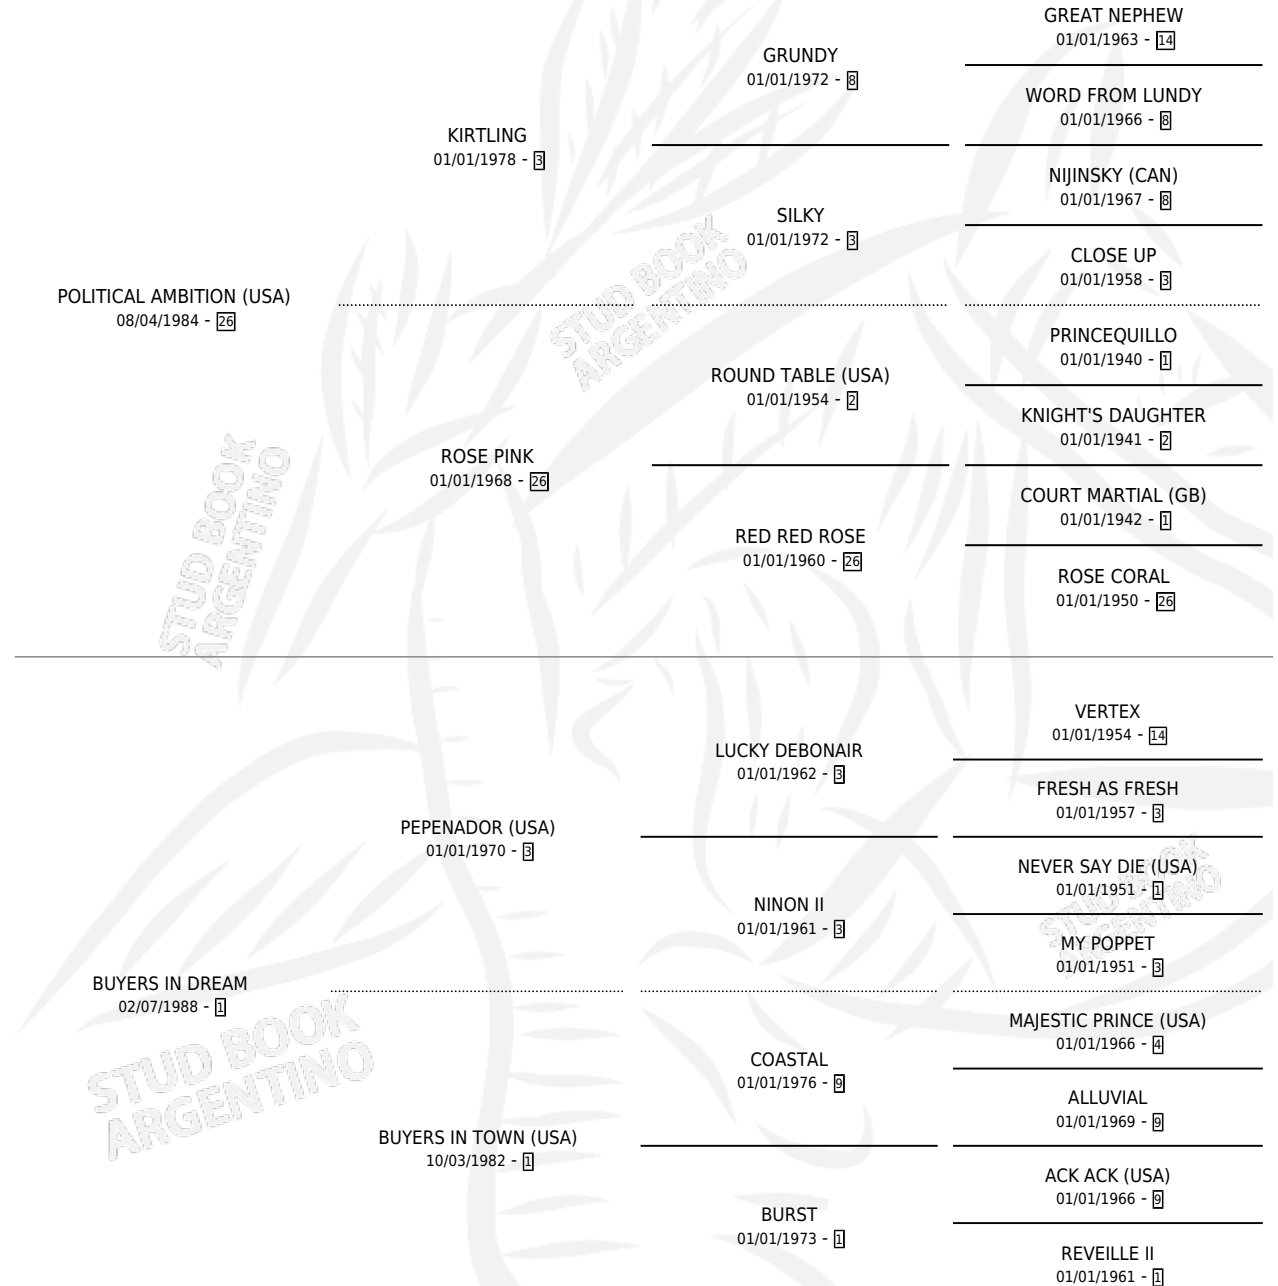 GREAT NEPHEW
01/01/1963 - 14
GRUNDY
01/01/1972 - 8
WORD FROM LUNDY
01/01/1966 - 8
KIRTLING
01/01/1978 - 3
NIJINSKY (CAN)
01/01/1967 - 8
SILKY
01/01/1972 - 3
CLOSE UP
01/01/1958 - 3
POLITICAL AMBITION (USA)
08/04/1984 - 26
PRINCEQUILLO
01/01/1940 - 1
ROUND TABLE (USA)
01/01/1954 - 2
KNIGHT'S DAUGHTER
01/01/1941 - 2
ROSE PINK
01/01/1968 - 26
COURT MARTIAL (GB)
01/01/1942 - 1
RED RED ROSE
01/01/1960 - 26
ROSE CORAL
01/01/1950 - 26
VERTEX
01/01/1954 - 14
LUCKY DEBONAIR
01/01/1962 - 3
FRESH AS FRESH
01/01/1957 - 3
PEPENADOR (USA)
01/01/1970 - 3
NEVER SAY DIE (USA)
01/01/1951 - 1
NINON II
01/01/1961 - 3
MY POPPET
01/01/1951 - 3
BUYERS IN DREAM
02/07/1988 - 1
MAJESTIC PRINCE (USA)
01/01/1966 - 4
COASTAL
01/01/1976 - 9
ALLUVIAL
01/01/1969 - 9
BUYERS IN TOWN (USA)
10/03/1982 - 1
ACK ACK (USA)
01/01/1966 - 9
BURST
01/01/1973 - 1
REVEILLE II
01/01/1961 - 1
STUD BOOK
ARGENTINO
STUD BOOK
ARGENTINO
STUD BOOK
ARGENTINO
STUD BOOK
ARGENTINO